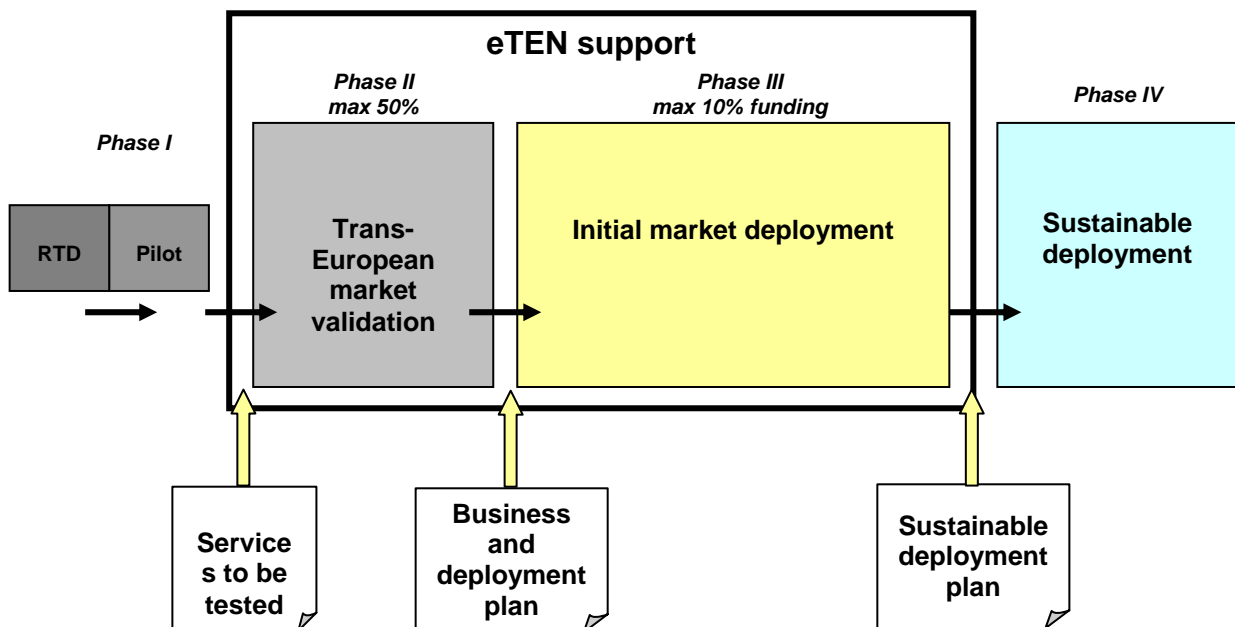 eTEN support
Phase II
max 50%
Phase III
max 10% funding
Phase IV
Phase I
RTD
Pilot
Trans-
European
market
validation
Initial market deployment
Sustainable
deployment
Service
s to be
tested
Business
and
deployment
plan
Sustainable
deployment
plan